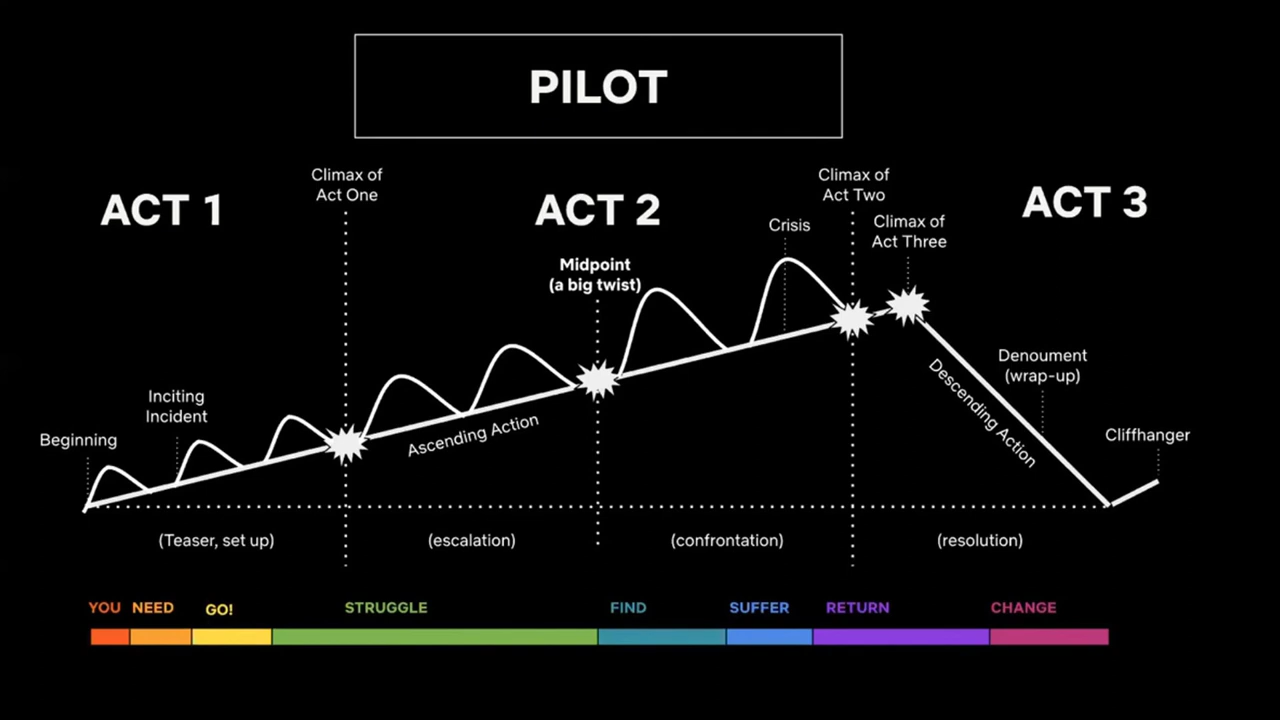 PILOT
ACT 1
Climax of
Act One
ACT 2
Climax of
Act Two
ACT 3
Crisis
Climax of
Act Three
Midpoint
(a big twist)
Inciting
Incident
Beginning
Ascending Action
Descending Action
Denoument
(wrap-up)
Cliffhanger
(Teaser, set up)
(escalation)
(confrontation)
(resolution)
YOU
NEED
GO!
STRUGGLE
FIND
SUFFER
RETURN
CHANGE